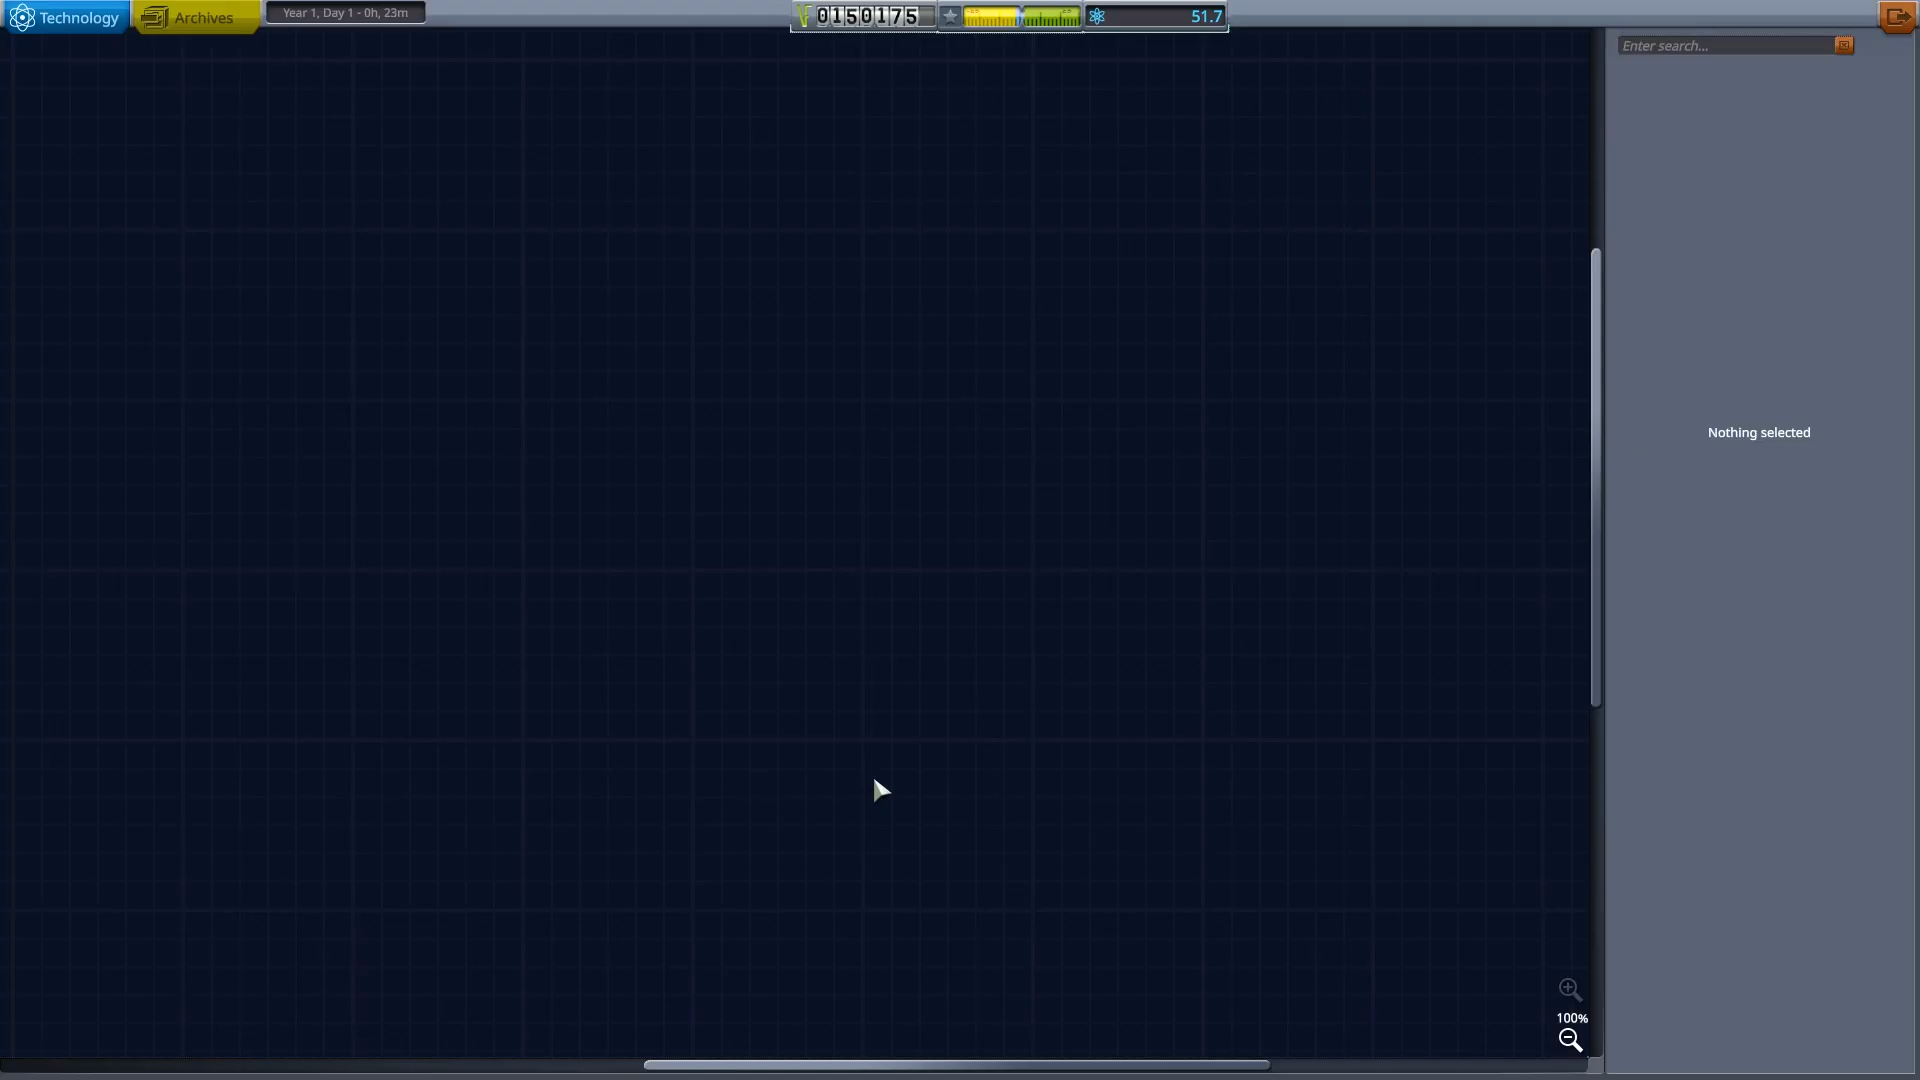 Technology
Archives
Year 1, Day 1 - 0h, 23m
0150175
51.7
Enter search...
Nothing selected
100%